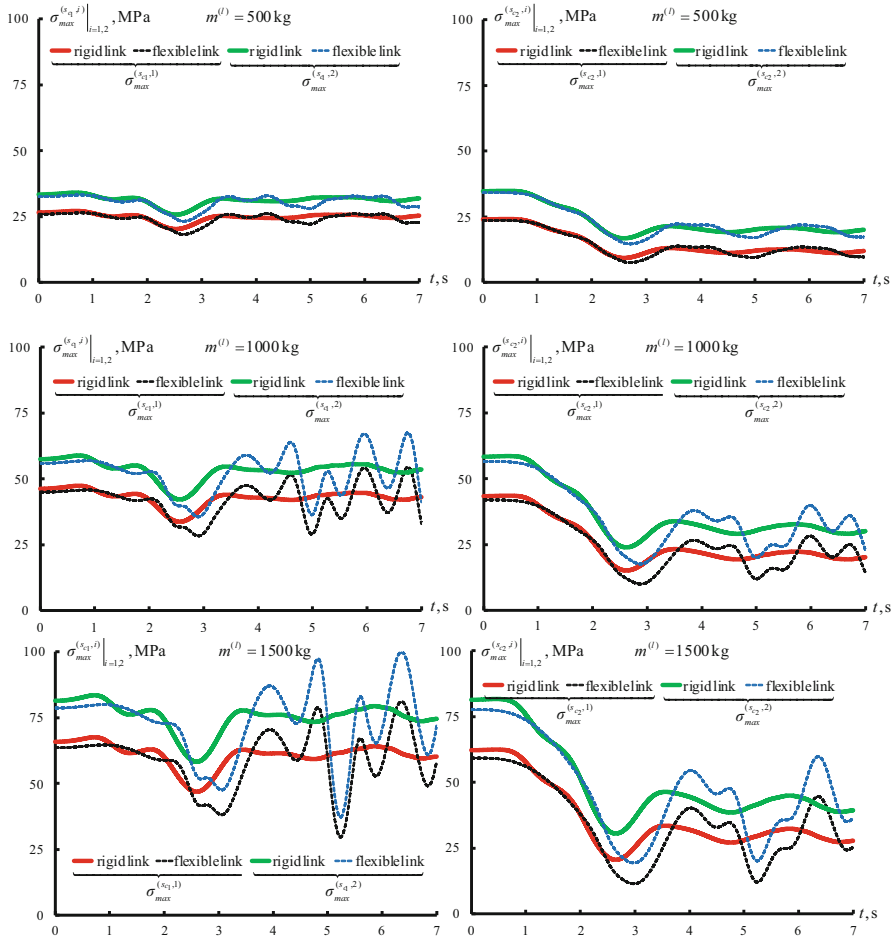 σ_max^(s_c1,i)|_i=1,2, MPa m^(l) = 500 kg
rigid link flexible link rigid link flexible link
σ_max^(s_c1,1) σ_max^(s_c1,2)
100
75
50
25
0
0 1 2 3 4 5 6 7
t, s
σ_max^(s_c2,i)|_i=1,2, MPa m^(l) = 500 kg
rigid link flexible link rigid link flexible link
σ_max^(s_c2,1) σ_max^(s_c2,2)
100
75
50
25
0
0 1 2 3 4 5 6 7
t, s
σ_max^(s_c1,i)|_i=1,2, MPa m^(l) = 1000 kg
rigid link flexible link rigid link flexible link
σ_max^(s_c1,1) σ_max^(s_c1,2)
100
75
50
25
0
0 1 2 3 4 5 6 7
t, s
σ_max^(s_c2,i)|_i=1,2, MPa m^(l) = 1000 kg
rigid link flexible link rigid link flexible link
σ_max^(s_c2,1) σ_max^(s_c2,2)
100
75
50
25
0
0 1 2 3 4 5 6 7
t, s
σ_max^(s_c1,i)|_i=1,2, MPa m^(l) = 1500 kg
100
75
50
25
0
rigid link flexible link rigid link flexible link
σ_max^(s_c1,1) σ_max^(s_c1,2)
0 1 2 3 4 5 6 7
σ_max^(s_c2,i)|_i=1,2, MPa m^(l) = 1500 kg
rigid link flexible link rigid link flexible link
σ_max^(s_c2,1) σ_max^(s_c2,2)
100
75
50
25
0
0 1 2 3 4 5 6 7
t, s